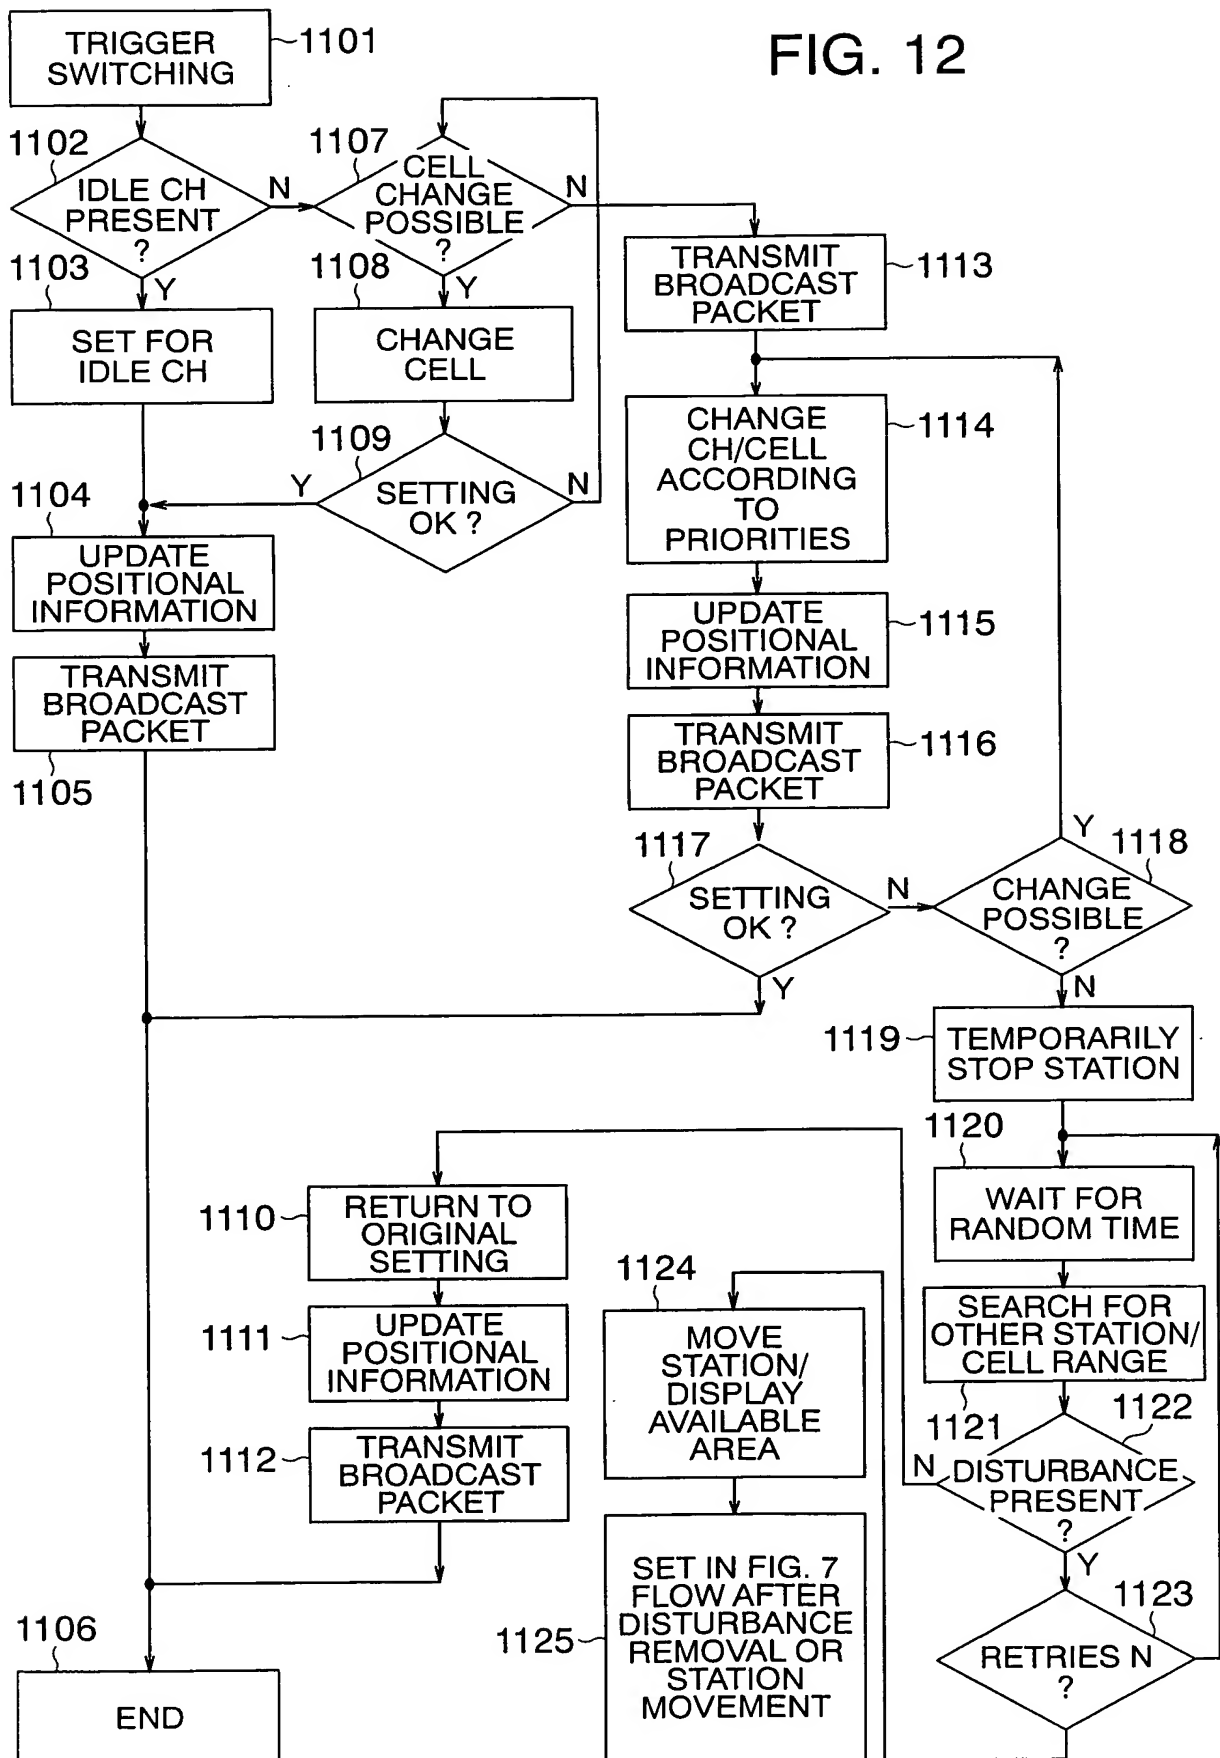 FIG. 12
TRIGGER
SWITCHING
1101
1102
IDLE CH
PRESENT
?
N
Y
1103
SET FOR
IDLE CH
1104
UPDATE
POSITIONAL
INFORMATION
TRANSMIT
BROADCAST
PACKET
1105
1107
CELL
CHANGE
POSSIBLE
?
N
Y
1108
CHANGE
CELL
1109
SETTING
OK ?
Y
N
TRANSMIT
BROADCAST
PACKET
1113
CHANGE
CH/CELL
ACCORDING
TO
PRIORITIES
1114
UPDATE
POSITIONAL
INFORMATION
1115
TRANSMIT
BROADCAST
PACKET
1116
1117
SETTING
OK ?
N
Y
1118
CHANGE
POSSIBLE
?
Y
N
1119
TEMPORARILY
STOP STATION
1120
WAIT FOR
RANDOM TIME
SEARCH FOR
OTHER STATION/
CELL RANGE
1121
1122
DISTURBANCE
PRESENT
?
N
Y
1123
RETRIES N
?
1110
RETURN TO
ORIGINAL
SETTING
1111
UPDATE
POSITIONAL
INFORMATION
1112
TRANSMIT
BROADCAST
PACKET
1124
MOVE
STATION/
DISPLAY
AVAILABLE
AREA
1125
SET IN FIG. 7
FLOW AFTER
DISTURBANCE
REMOVAL OR
STATION
MOVEMENT
1106
END